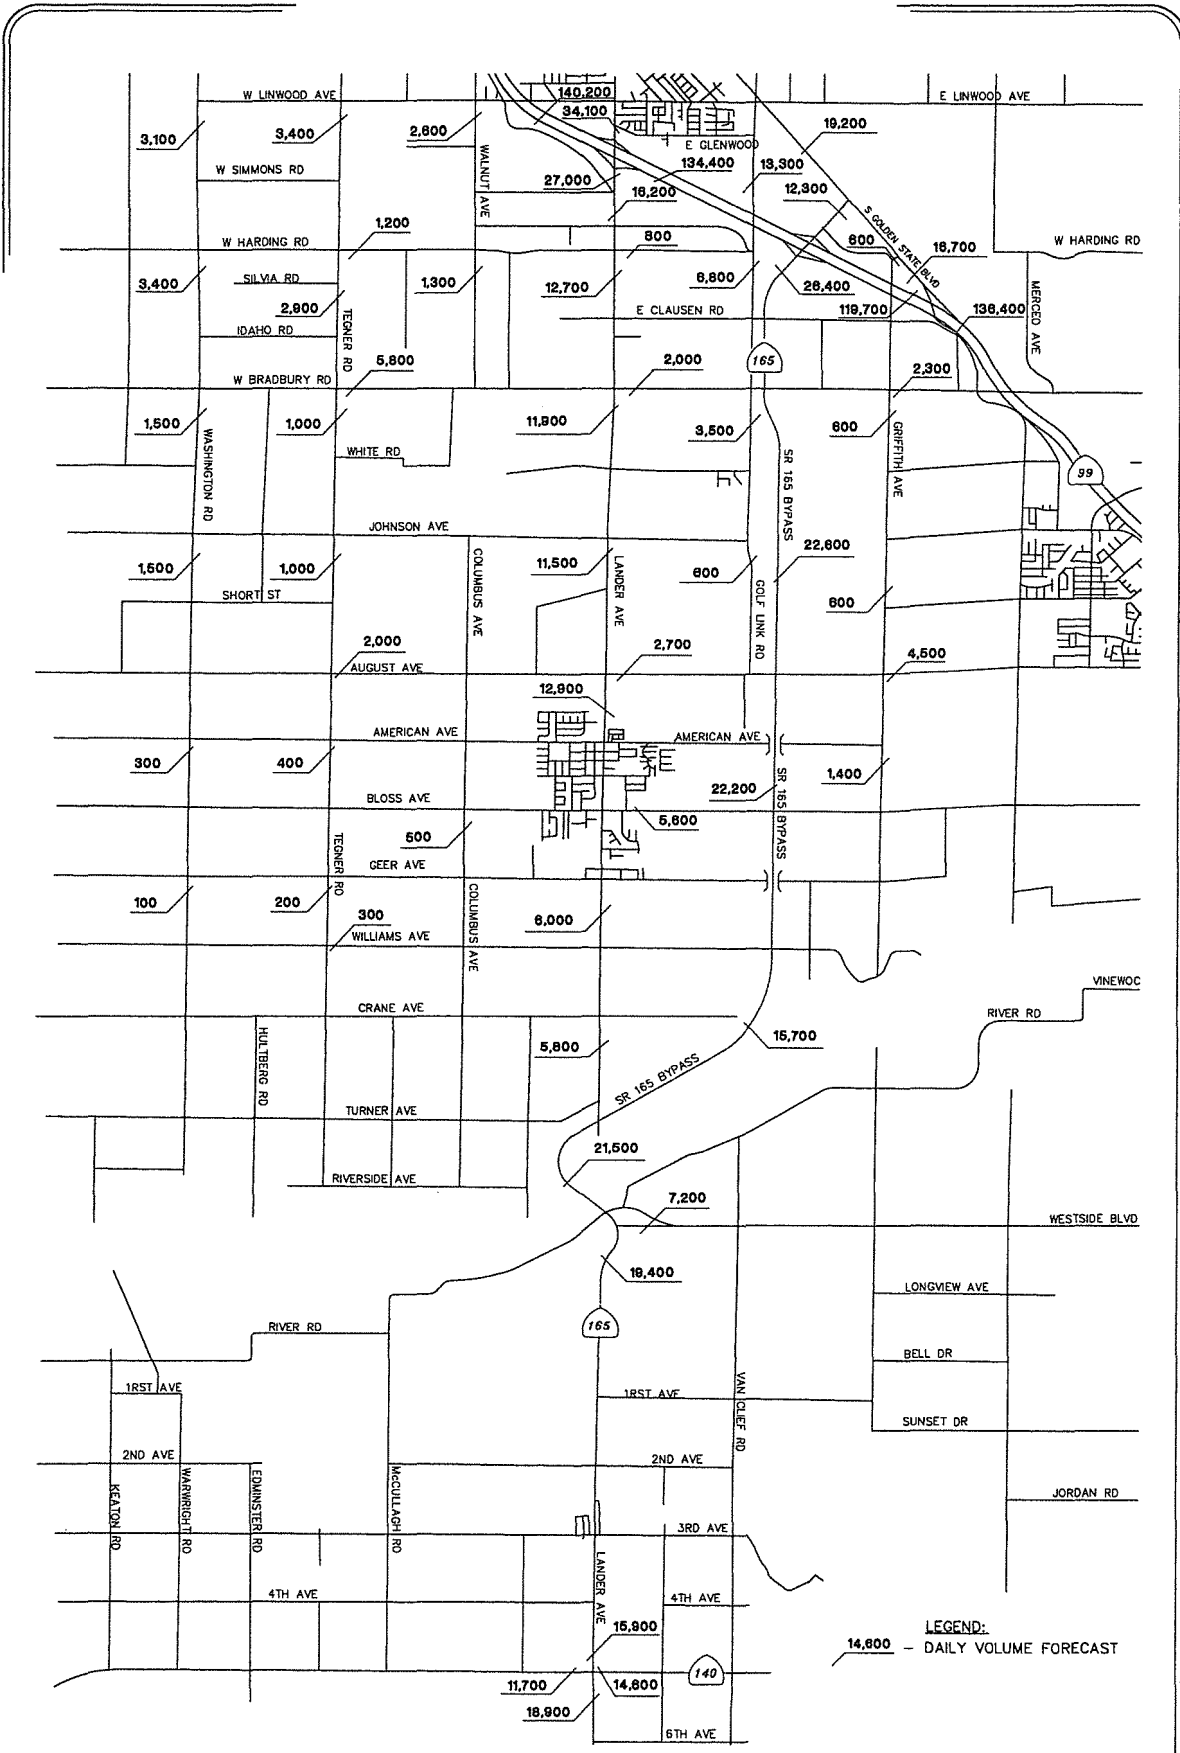 W LINWOOD AVE
140,200
34,100
E LINWOOD AVE
3,100
3,400
2,600
19,200
E GLENWOOD
W SIMMONS RD
WALNUT AVE
27,000
134,400
16,200
13,300
12,300
S GOLDEN STATE BLVD
1,200
W HARDING RD
800
600
16,700
W HARDING RD
3,400
SILVIA RD
1,300
12,700
6,800
26,400
119,700
MERCED AVE
2,900
IDAHO RD
TEGNER RD
E CLAUSEN RD
136,400
5,800
2,000
165
2,300
W BRADBURY RD
1,500
1,000
11,900
3,500
600
WASHINGTON RD
WHITE RD
SR 165 BYPASS
GRIFFITH AVE
99
JOHNSON AVE
1,500
1,000
COLUMBUS AVE
11,500
LANDER AVE
600
GOLF LINK RD
22,600
SHORT ST
600
2,000
AUGUST AVE
2,700
4,500
12,900
AMERICAN AVE
AMERICAN AVE
300
400
SR 165 BYPASS
1,400
BLOSS AVE
22,200
5,600
500
TEGNER RD
GEER AVE
100
200
COLUMBUS AVE
6,000
300
WILLIAMS AVE
VINEWOC
CRANE AVE
RIVER RD
HULTBERG RD
5,800
15,700
SR 165 BYPASS
TURNER AVE
21,500
RIVERSIDE AVE
7,200
WESTSIDE BLVD
19,400
LONGVIEW AVE
165
RIVER RD
BELL DR
1RST AVE
1RST AVE
VAN CLIEF RD
SUNSET DR
2ND AVE
2ND AVE
KEATON RD
WARWRIGHT RD
EDMINSTER RD
McCULLAGH RD
JORDAN RD
3RD AVE
4TH AVE
LANDER AVE
4TH AVE
15,900
LEGEND:
14,600 – DAILY VOLUME FORECAST
11,700
14,600
140
18,900
6TH AVE